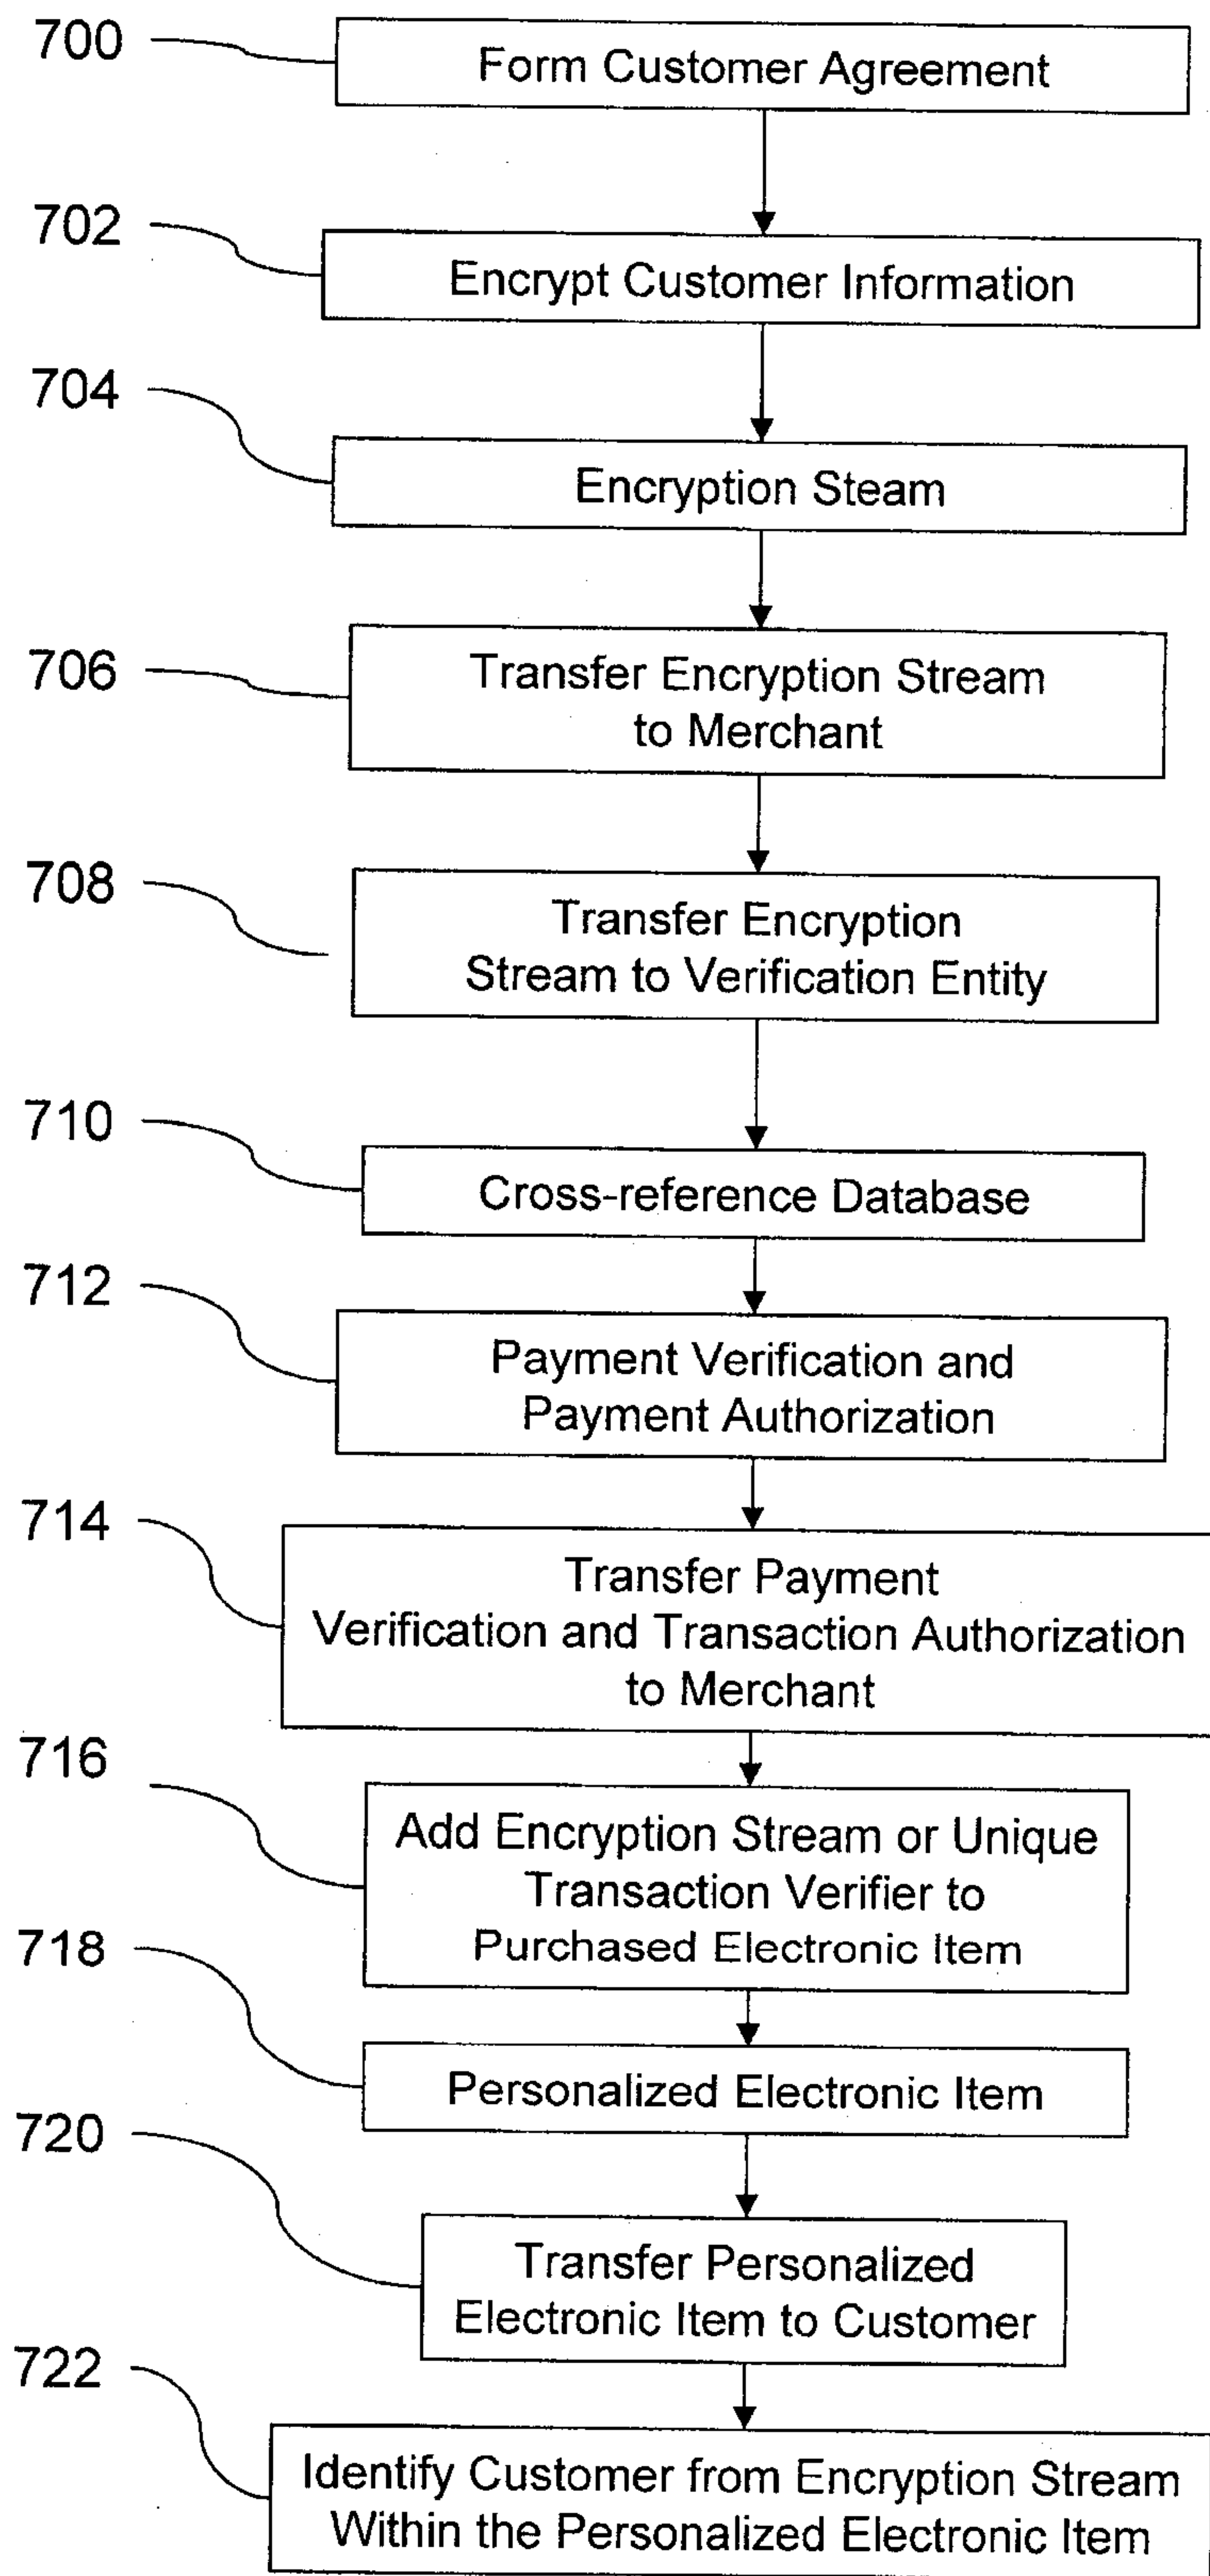 700
Form Customer Agreement
702
Encrypt Customer Information
704
Encryption Steam
706
Transfer Encryption Stream
to Merchant
708
Transfer Encryption
Stream to Verification Entity
710
Cross-reference Database
712
Payment Verification and
Payment Authorization
714
Transfer Payment
Verification and Transaction Authorization
to Merchant
716
Add Encryption Stream or Unique
Transaction Verifier to
Purchased Electronic Item
718
Personalized Electronic Item
720
Transfer Personalized
Electronic Item to Customer
722
Identify Customer from Encryption Stream
Within the Personalized Electronic Item